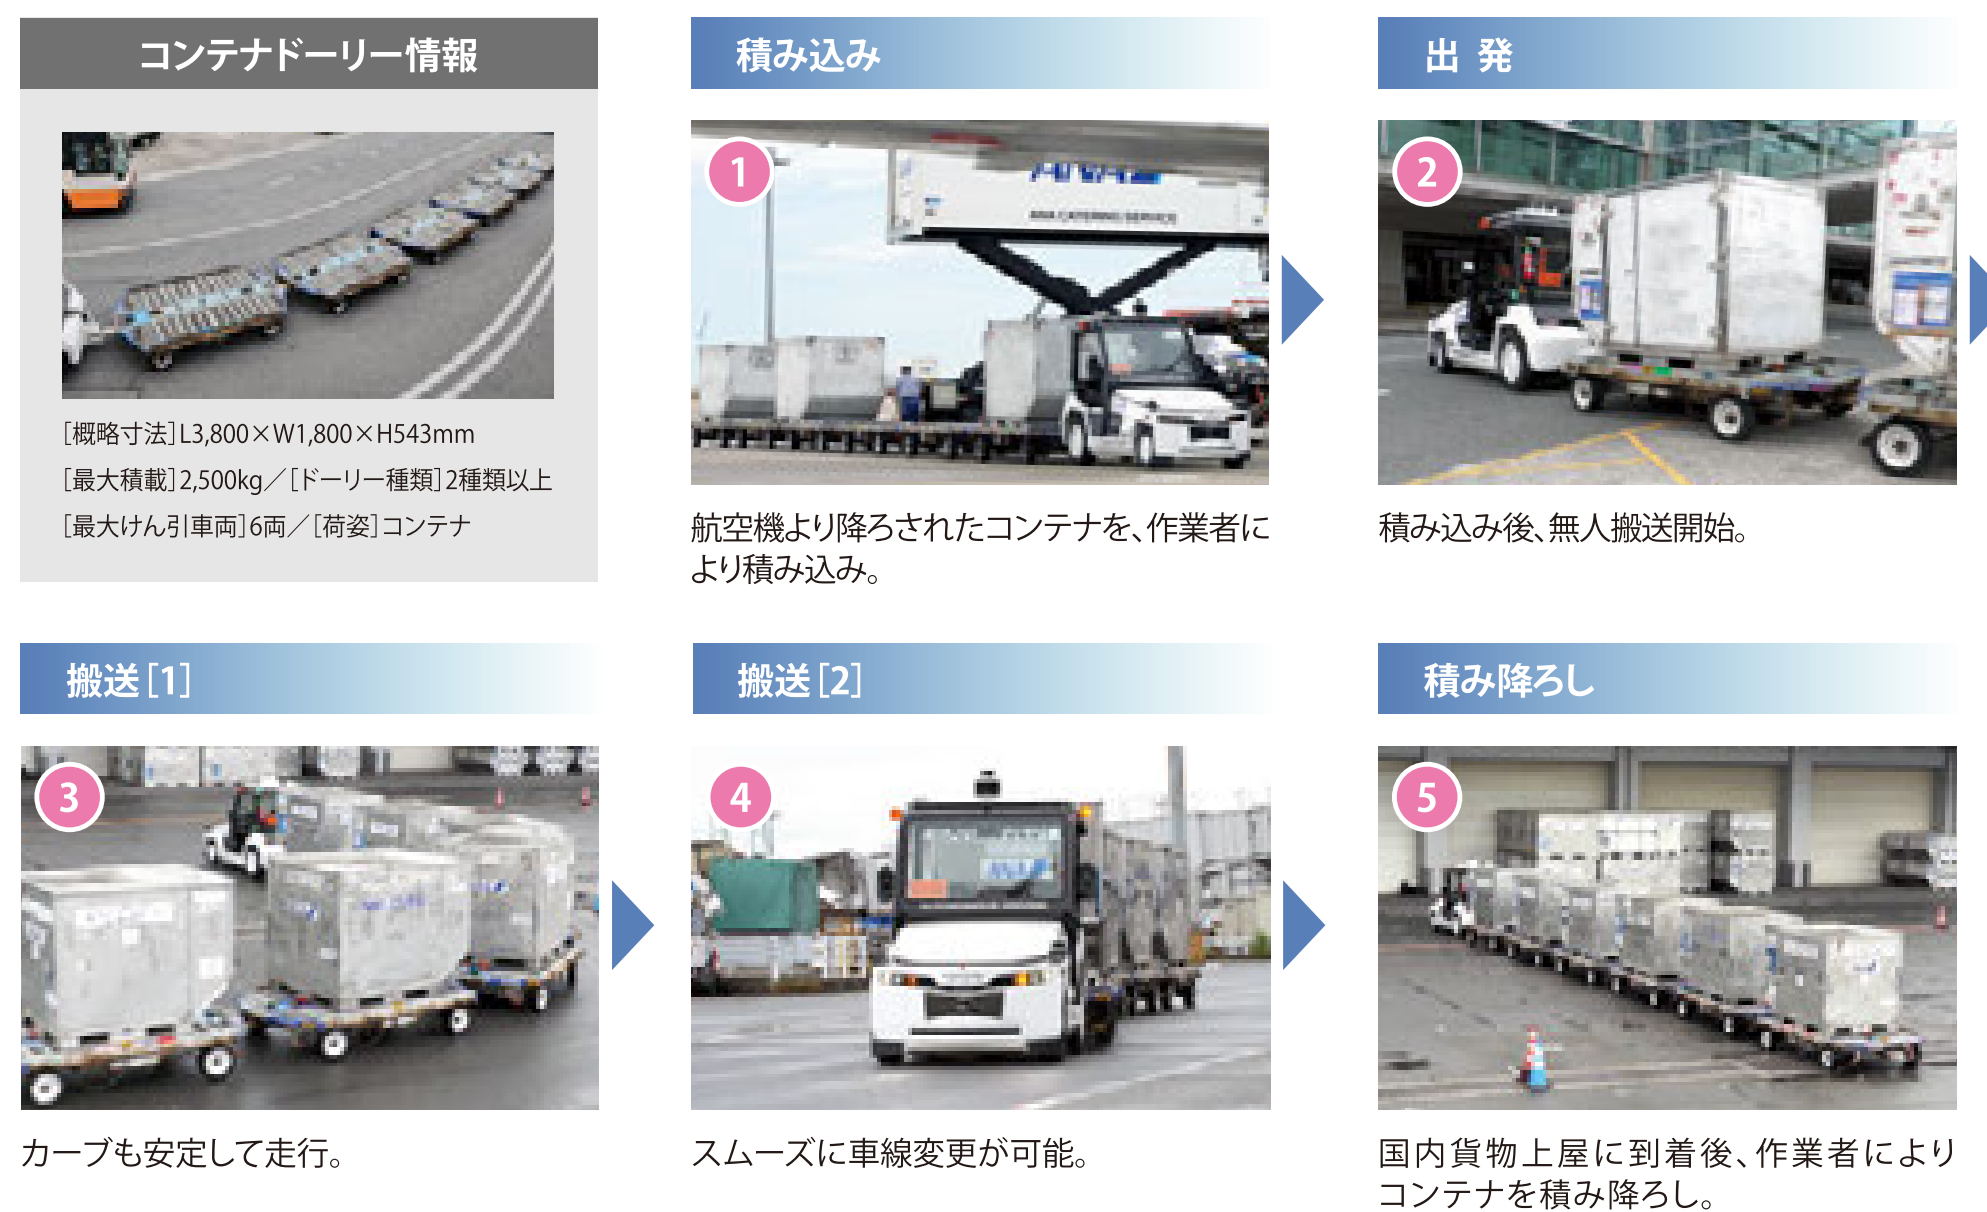 コンテナドーリー情報
［概略寸法］L3,800×W1,800×H543mm
［最大積載］2,500kg／［ドーリー種類］2種類以上
［最大けん引車両］6両／［荷姿］コンテナ
積み込み
1
ANA CATERING SERVICE
航空機より降ろされたコンテナを、作業者に
より積み込み。
出 発
2
積み込み後、無人搬送開始。
搬送［1］
3
カーブも安定して走行。
搬送［2］
4
スムーズに車線変更が可能。
積み降ろし
5
国内貨物上屋に到着後、作業者により
コンテナを積み降ろし。